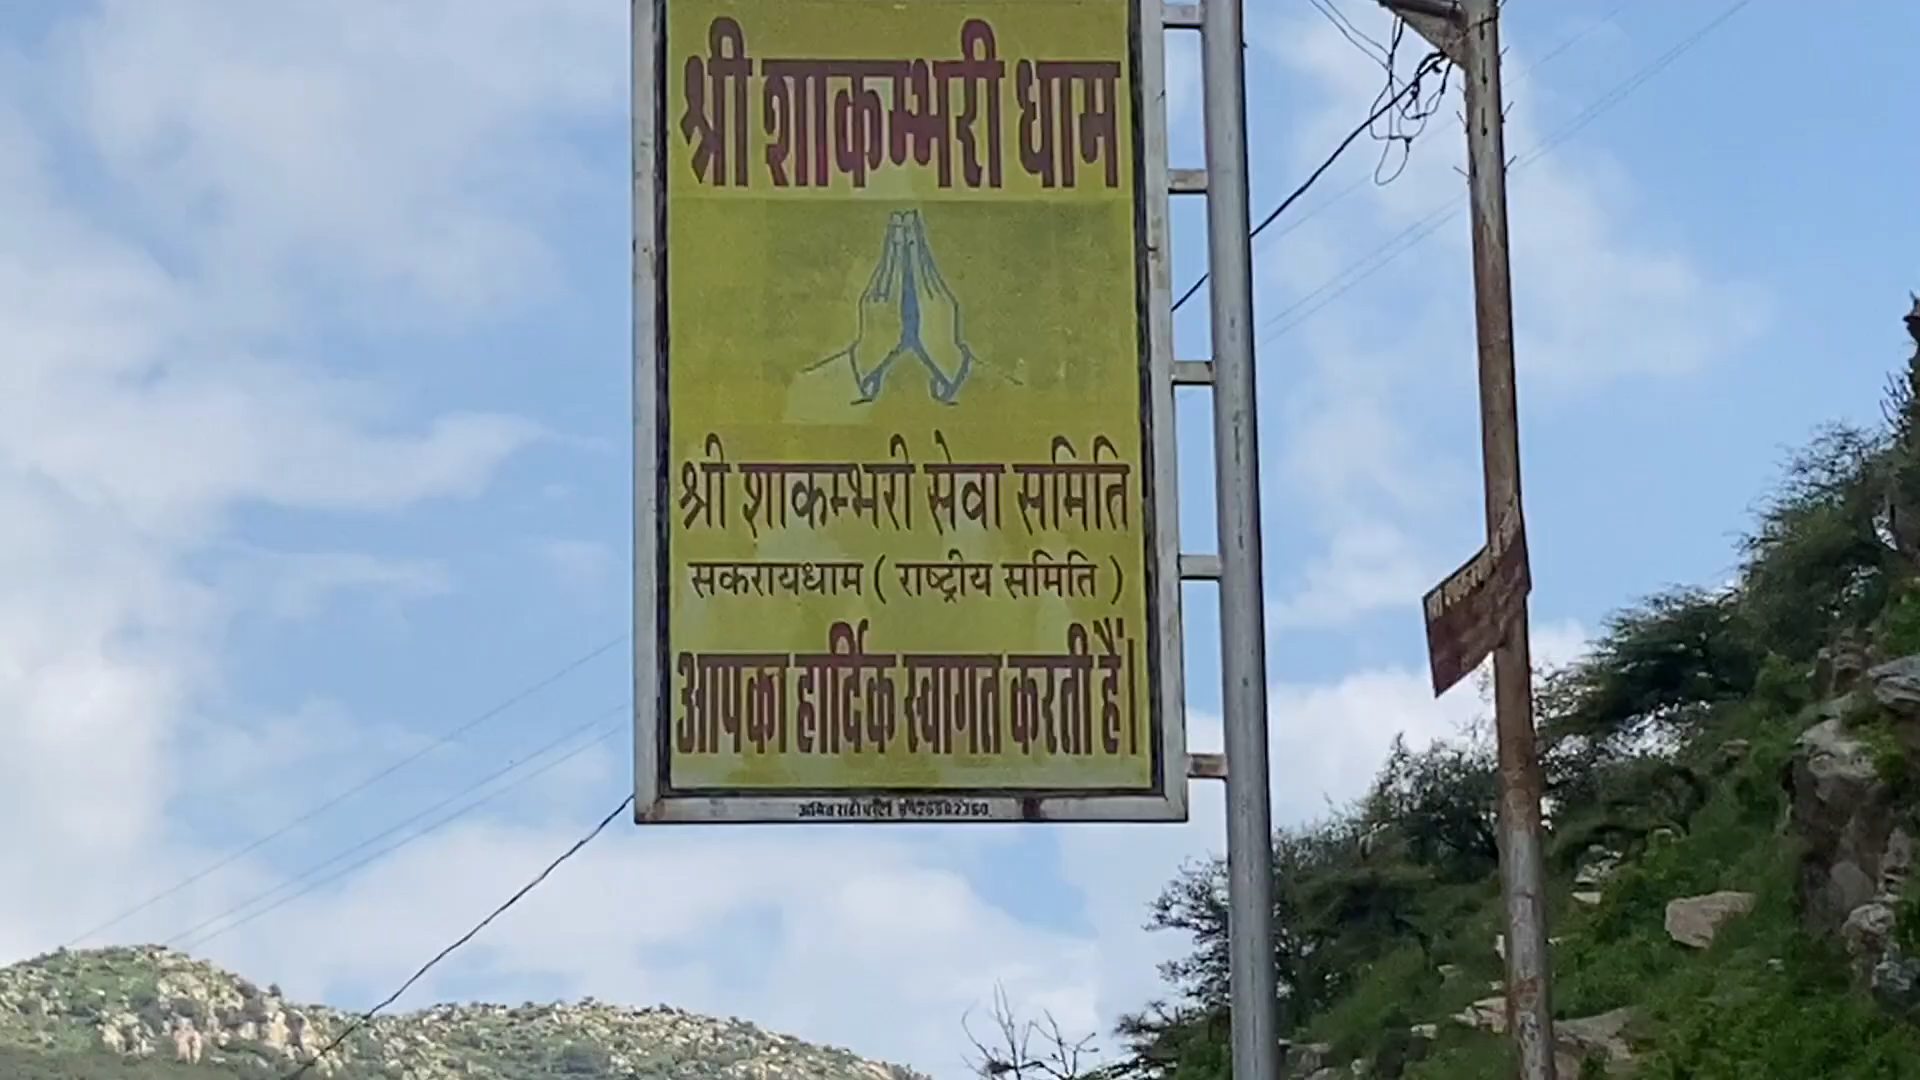 श्री शाकम्भरी धाम
श्री शाकम्भरी सेवा समिति
सकरायधाम ( राष्ट्रीय समिति )
आपका हार्दिक स्वागत करती हैं।